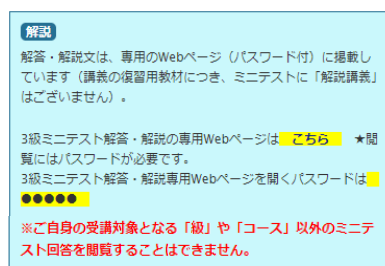 解説
解答・解説文は、専用のWebページ（パスワード付）に掲載し
ています（講義の復習用教材につき、ミニテストに「解説講義」
はございません）。
3級ミニテスト解答・解説の専用Webページは こちら ★閲
覧にはパスワードが必要です。
3級ミニテスト解答・解説専用Webページを開くパスワードは
●●●●●
※ご自身の受講対象となる「級」や「コース」以外のミニテ
スト回答を閲覧することはできません。